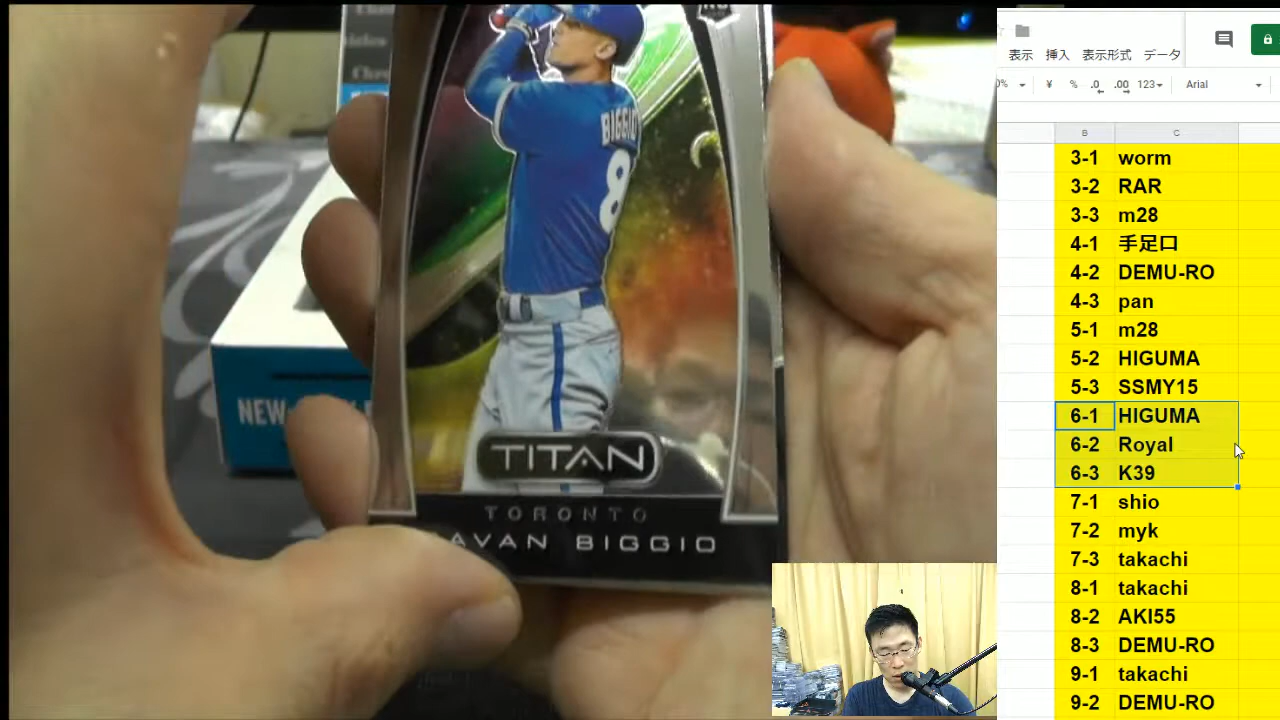 BIGGIO
8
NEW
TITAN
TORONTO
AVAN BIGGIO
表示 挿入 表示形式 データ
% ¥ % .0 .00 123 Arial
B C
3-1 worm
3-2 RAR
3-3 m28
4-1 手足口
4-2 DEMU-RO
4-3 pan
5-1 m28
5-2 HIGUMA
5-3 SSMY15
6-1 HIGUMA
6-2 Royal
6-3 K39
7-1 shio
7-2 myk
7-3 takachi
8-1 takachi
8-2 AKI55
8-3 DEMU-RO
9-1 takachi
9-2 DEMU-RO